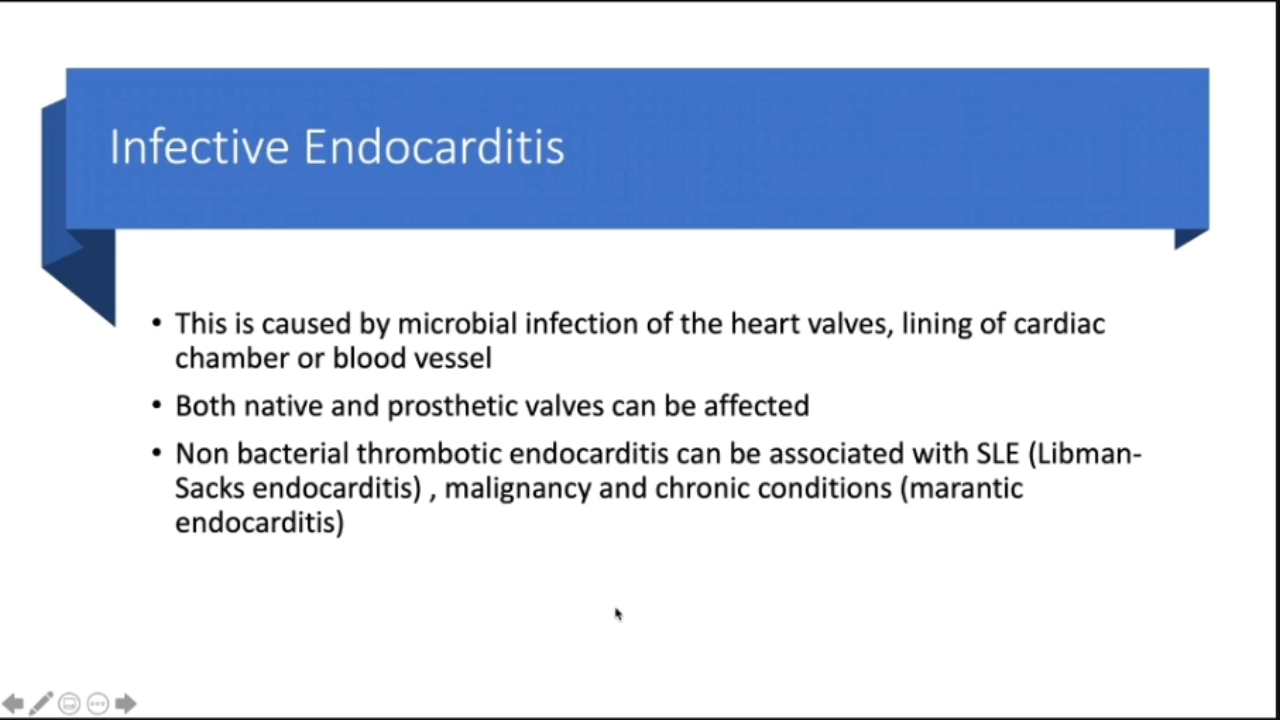 Infective Endocarditis
• This is caused by microbial infection of the heart valves, lining of cardiac
chamber or blood vessel
• Both native and prosthetic valves can be affected
• Non bacterial thrombotic endocarditis can be associated with SLE (Libman-
Sacks endocarditis) , malignancy and chronic conditions (marantic
endocarditis)